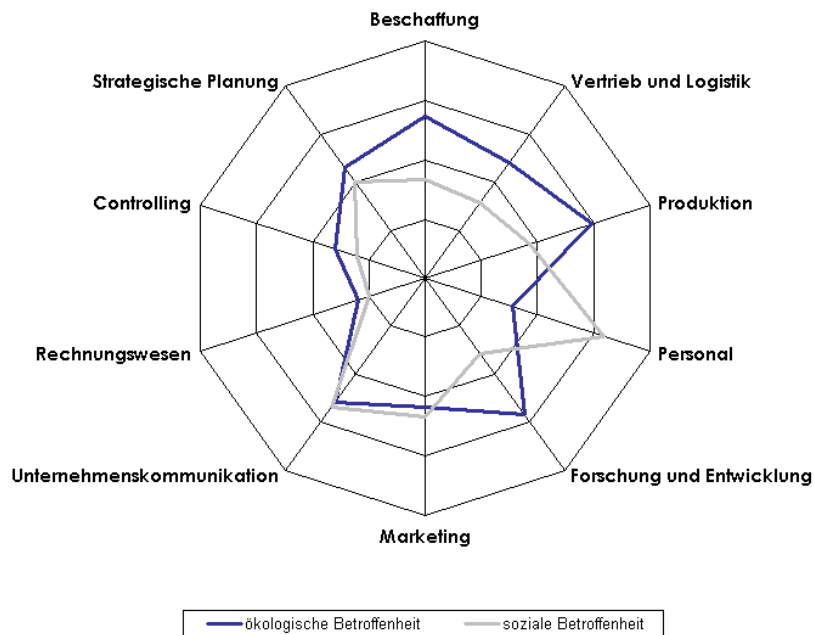 Beschaffung
Strategische Planung
Vertrieb und Logistik
Controlling
Produktion
Rechnungswesen
Personal
Unternehmenskommunikation
Forschung und Entwicklung
Marketing
ökologische Betroffenheit
soziale Betroffenheit